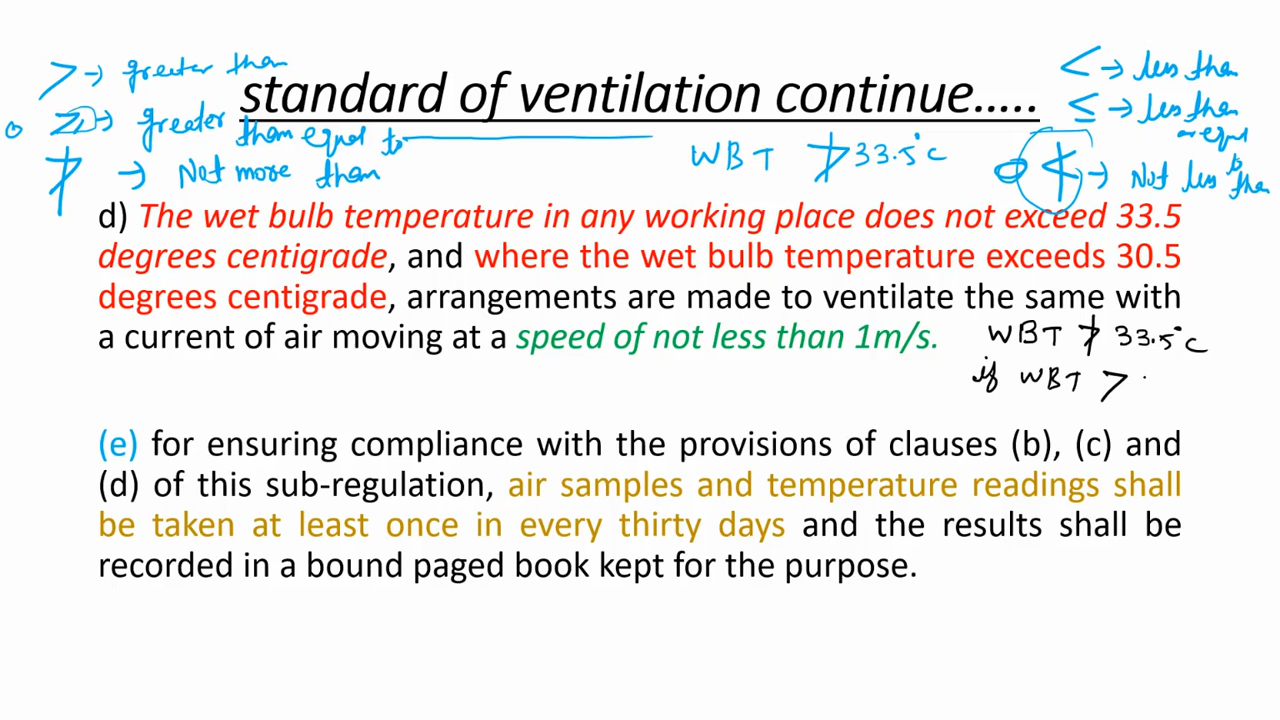 > → greater than
< → less than
standard of ventilation continue.....
≥ → greater than equal to
≤ → less than or equal to
≯ → Not more than
WBT ≯ 33.5°C
≮ → Not less than
d) The wet bulb temperature in any working place does not exceed 33.5
degrees centigrade, and where the wet bulb temperature exceeds 30.5
degrees centigrade, arrangements are made to ventilate the same with
a current of air moving at a speed of not less than 1m/s.
WBT ≯ 33.5°C
if WBT >
(e) for ensuring compliance with the provisions of clauses (b), (c) and
(d) of this sub-regulation, air samples and temperature readings shall
be taken at least once in every thirty days and the results shall be
recorded in a bound paged book kept for the purpose.